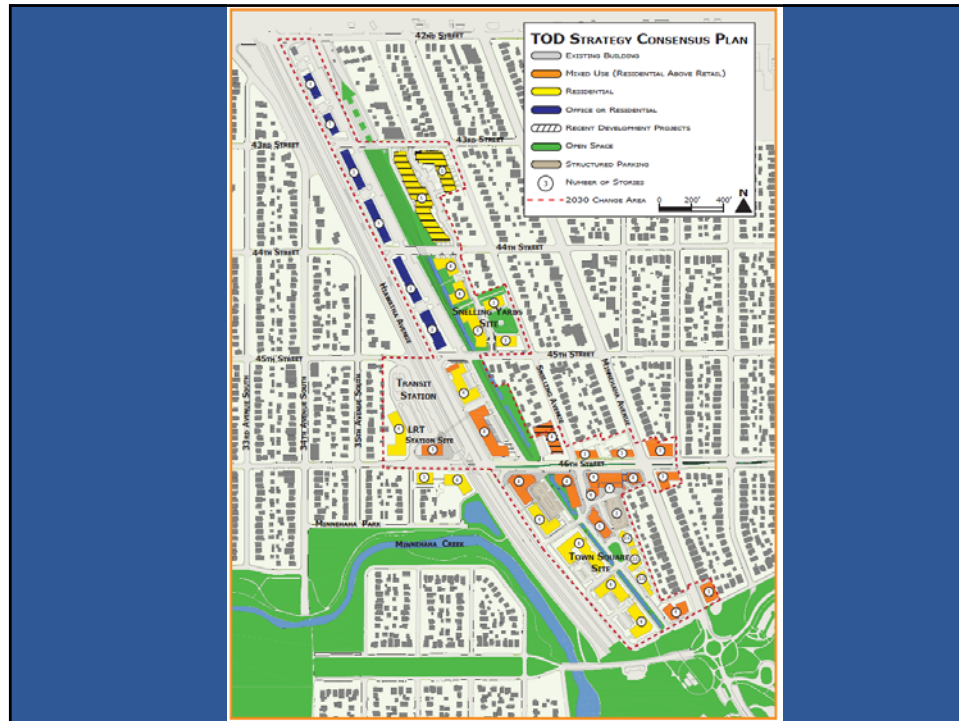 TOD STRATEGY CONSENSUS PLAN
EXISTING BUILDING
MIXED USE (RESIDENTIAL ABOVE RETAIL)
RESIDENTIAL
OFFICE OR RESIDENTIAL
RECENT DEVELOPMENT PROJECTS
OPEN SPACE
STRUCTURED PARKING
3 NUMBER OF STORIES
2030 CHANGE AREA
0 200' 400'
N
42ND STREET
43RD STREET
43RD STREET
44TH STREET
44TH STREET
HIAWATHA AVENUE
SNELLING YARDS
SITE
45TH STREET
45TH STREET
SNELLING AVENUE
MINNEHAHA AVENUE
33RD AVENUE SOUTH
34TH AVENUE SOUTH
35TH AVENUE SOUTH
TRANSIT
STATION
LRT
STATION SITE
46TH STREET
MINNEHAHA PARK
MINNEHAHA CREEK
TOWN SQUARE
SITE